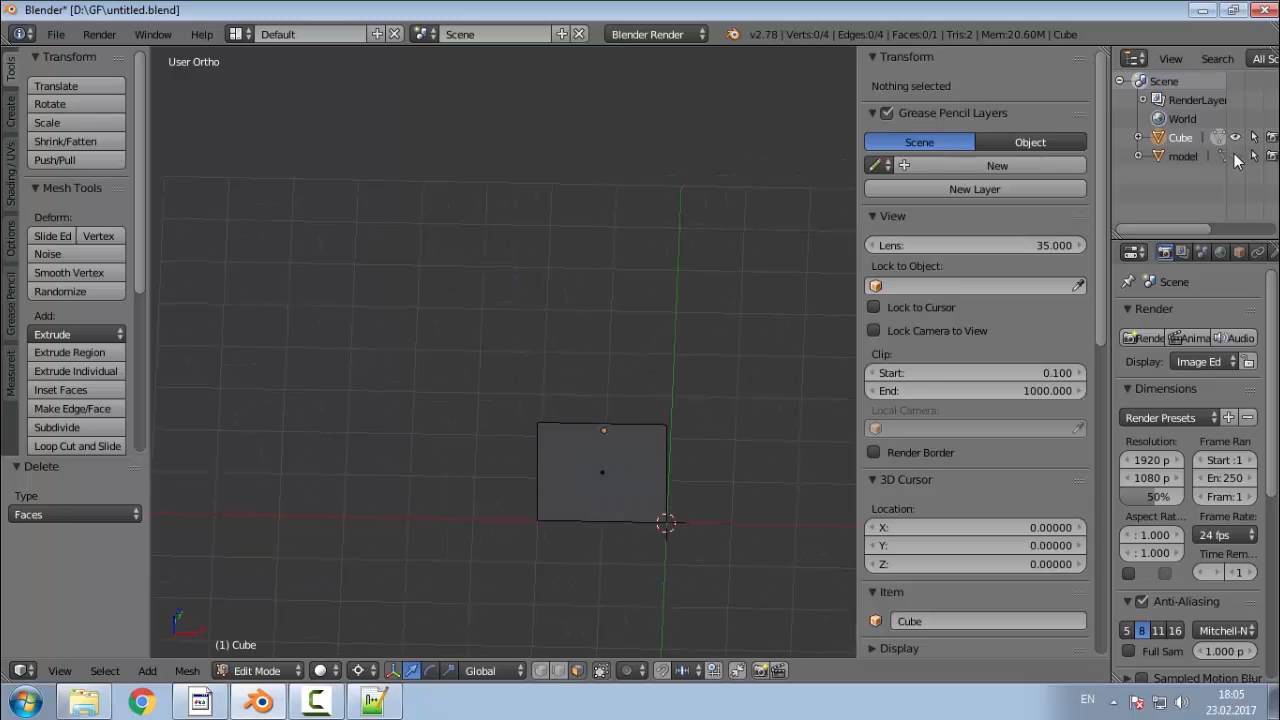 Blender* [D:\GF\untitled.blend]
File Render Window Help Default Scene Blender Render v2.78 | Verts:0/4 | Edges:0/4 | Faces:0/1 | Tris:2 | Mem:20.60M | Cube
Tools
Create
Shading / UVs
Options
Grease Pencil
Measureit
Transform
Translate
Rotate
Scale
Shrink/Fatten
Push/Pull
Mesh Tools
Deform:
Slide Ed Vertex
Noise
Smooth Vertex
Randomize
Add:
Extrude
Extrude Region
Extrude Individual
Inset Faces
Make Edge/Face
Subdivide
Loop Cut and Slide
Delete
Type
Faces
User Ortho
(1) Cube
Transform
Nothing selected
Grease Pencil Layers
Scene Object
New
New Layer
View
Lens: 35.000
Lock to Object:
Lock to Cursor
Lock Camera to View
Clip:
Start: 0.100
End: 1000.000
Local Camera:
Render Border
3D Cursor
Location:
X: 0.00000
Y: 0.00000
Z: 0.00000
Item
Cube
Display
View Search All Sc
Scene
RenderLayer
World
Cube
model
Scene
Render
Rende Anima Audio
Display: Image Ed
Dimensions
Render Presets
Resolution: Frame Ran
1920 p Start :1
1080 p En: 250
50% Fram: 1
Aspect Rat... Frame Rate:
: 1.000 24 fps
: 1.000 Time Rem...
1
Anti-Aliasing
5 8 11 16 Mitchell-N
Full Sam 1.000 p
Sampled Motion Blur
View Select Add Mesh Edit Mode Global
EN 18:05
23.02.2017